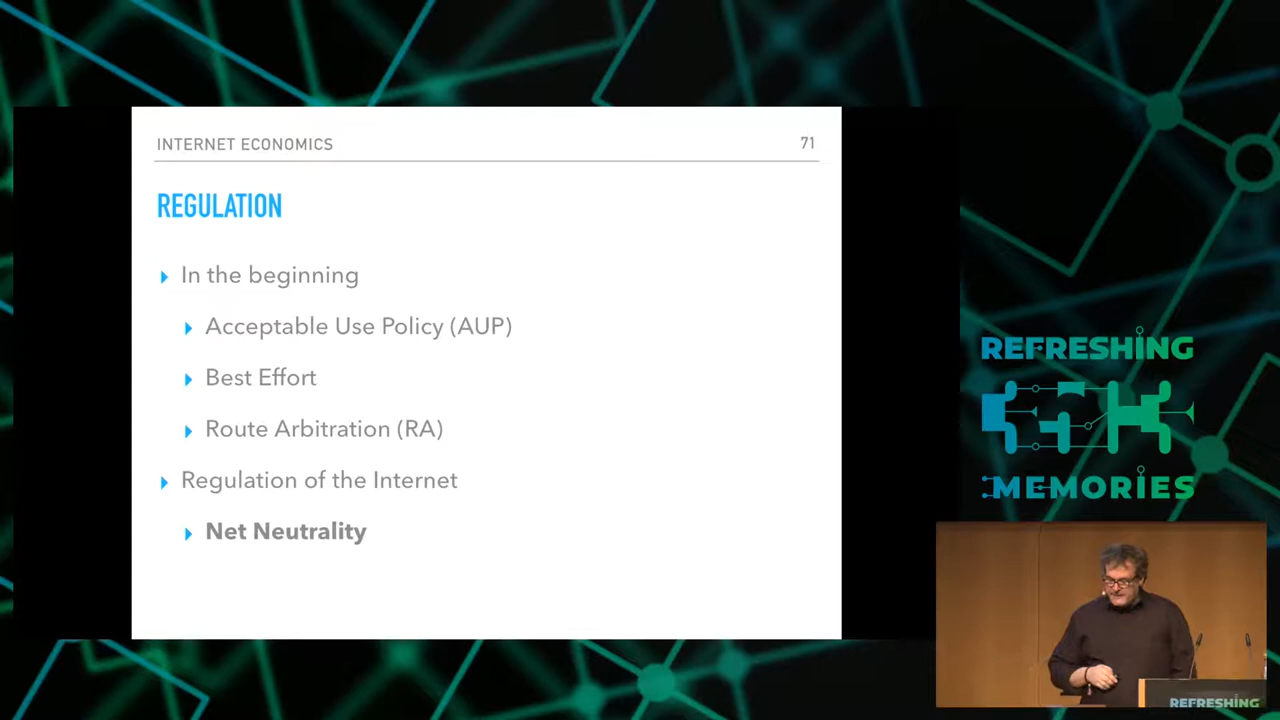 INTERNET ECONOMICS
71
REGULATION
In the beginning
Acceptable Use Policy (AUP)
Best Effort
Route Arbitration (RA)
Regulation of the Internet
Net Neutrality
REFRESHING
MEMORIES
REFRESHING